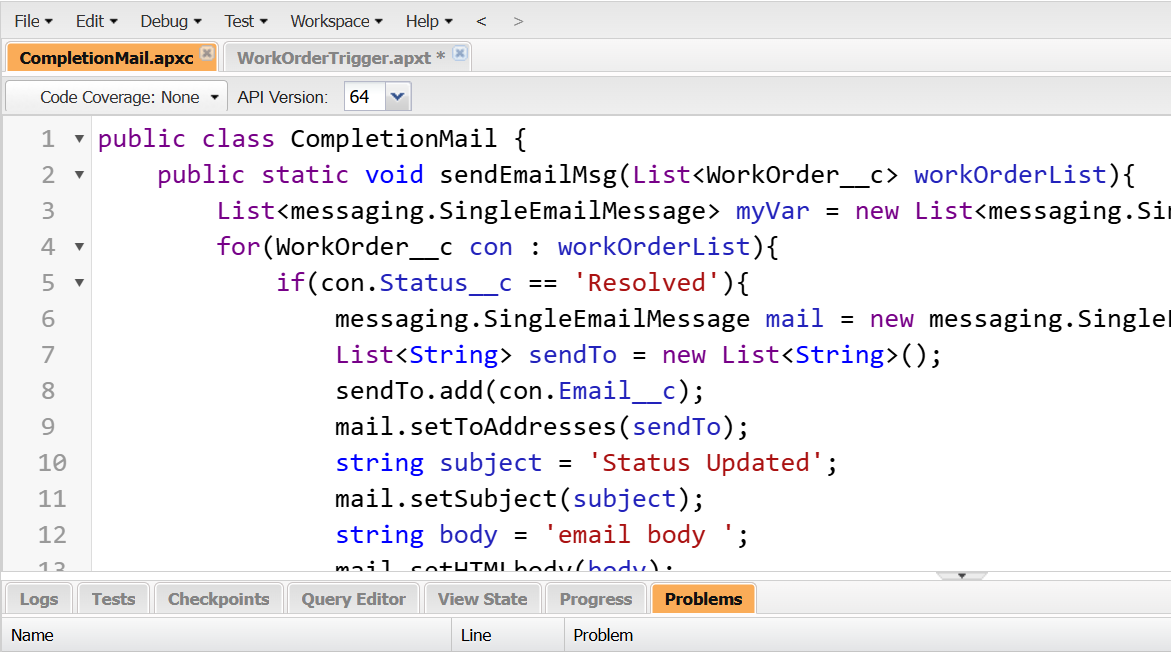 File Edit Debug Test Workspace Help < >
CompletionMail.apxc WorkOrderTrigger.apxt *
Code Coverage: None API Version: 64
1 public class CompletionMail {
2 public static void sendEmailMsg(List<WorkOrder__c> workOrderList){
3 List<messaging.SingleEmailMessage> myVar = new List<messaging.Sin
4 for(WorkOrder__c con : workOrderList){
5 if(con.Status__c == 'Resolved'){
6 messaging.SingleEmailMessage mail = new messaging.SingleE
7 List<String> sendTo = new List<String>();
8 sendTo.add(con.Email__c);
9 mail.setToAddresses(sendTo);
10 string subject = 'Status Updated';
11 mail.setSubject(subject);
12 string body = 'email body ';
13 mail.setHTMLbody(body);
Logs Tests Checkpoints Query Editor View State Progress Problems
Name Line Problem